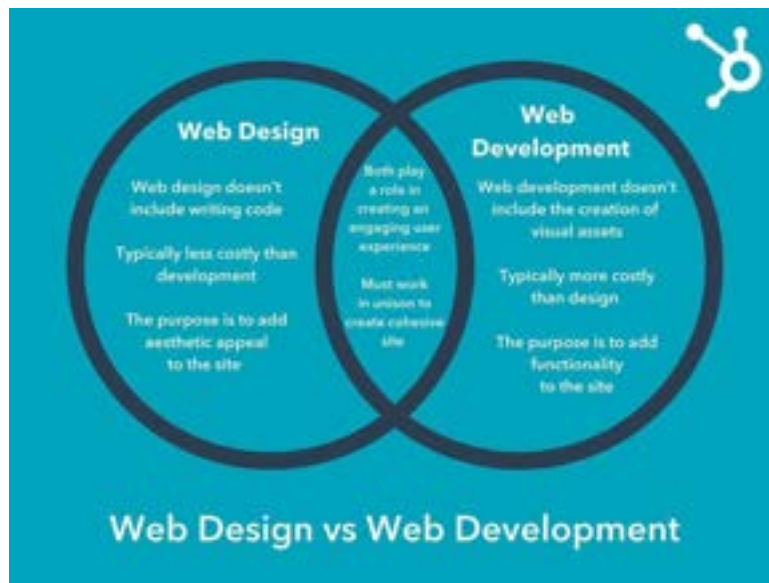 Web Design
Web design doesn't
include writing code
Typically less costly than
development
The purpose is to add
aesthetic appeal
to the site
Both play
a role in
creating an
engaging user
experience
Must work
in unison to
create cohesive
site
Web
Development
Web development doesn't
include the creation of
visual assets
Typically more costly
than design
The purpose is to add
functionality
to the site
Web Design vs Web Development